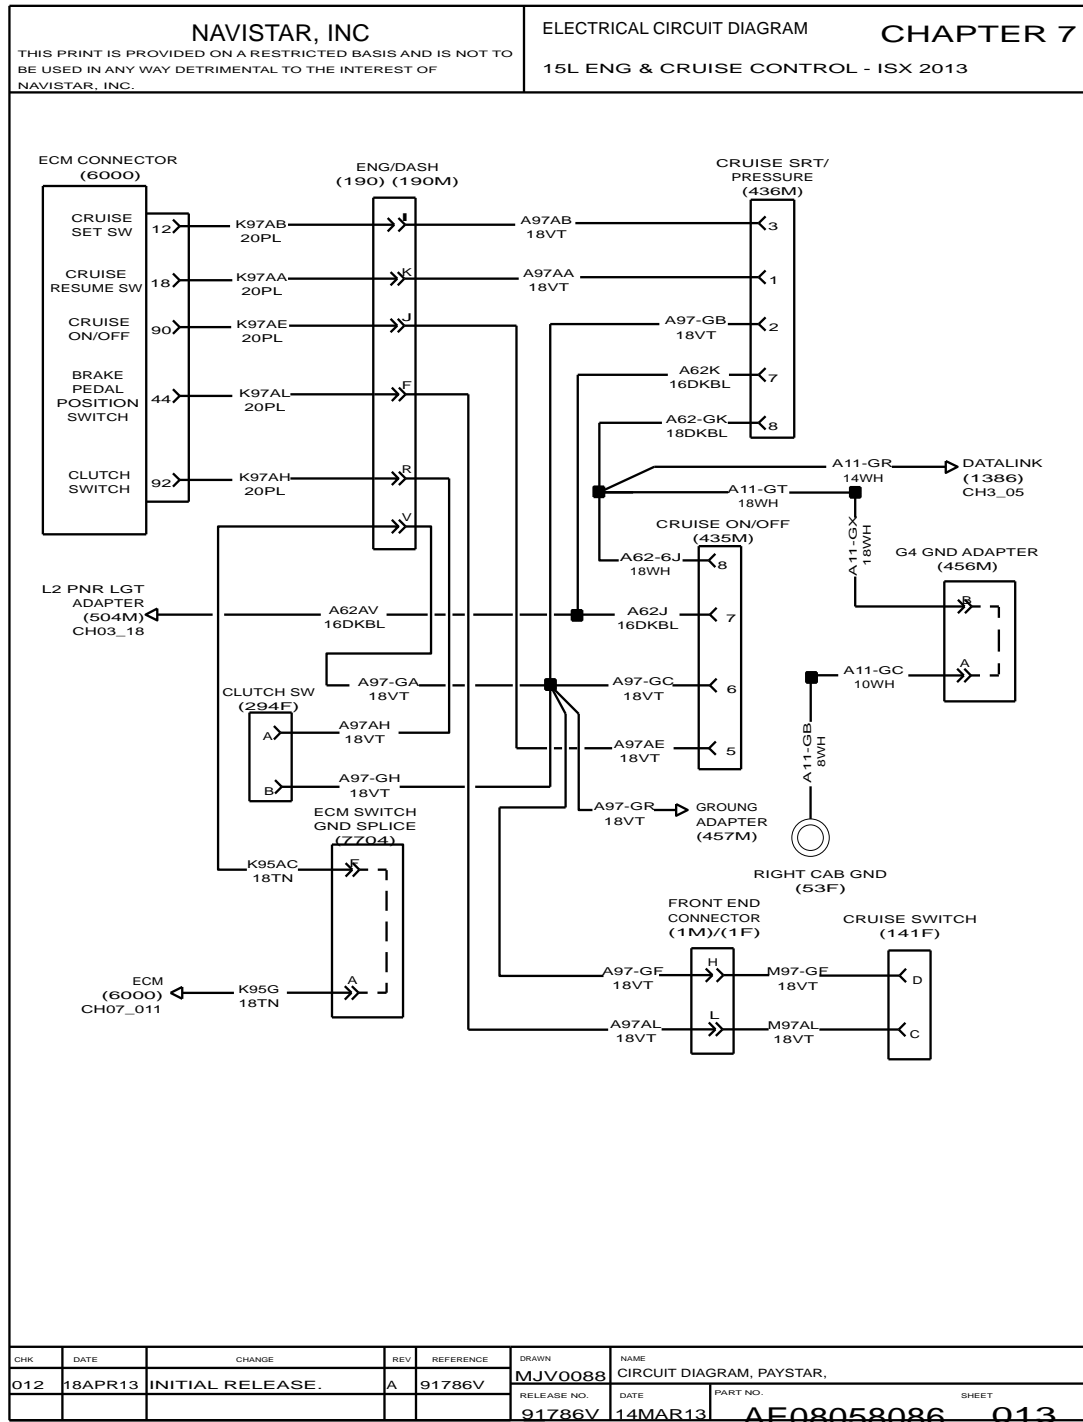 NAVISTAR, INC
THIS PRINT IS PROVIDED ON A RESTRICTED BASIS AND IS NOT TO
BE USED IN ANY WAY DETRIMENTAL TO THE INTEREST OF
NAVISTAR, INC.
ELECTRICAL CIRCUIT DIAGRAM
CHAPTER 7
15L ENG & CRUISE CONTROL - ISX 2013
ECM CONNECTOR
(6000)
ENG/DASH
(190) (190M)
CRUISE SRT/
PRESSURE
(436M)
CRUISE
SET SW
12
K97AB
20PL
I
A97AB
18VT
3
CRUISE
RESUME SW
18
K97AA
20PL
K
A97AA
18VT
1
CRUISE
ON/OFF
90
K97AE
20PL
J
A97-GB
18VT
2
BRAKE
PEDAL
POSITION
SWITCH
44
K97AL
20PL
F
A62K
16DKBL
7
A62-GK
18DKBL
8
CLUTCH
SWITCH
92
K97AH
20PL
R
V
A11-GR
14WH
DATALINK
(1386)
CH3_05
A11-GT
18WH
A11-GX
18WH
CRUISE ON/OFF
(435M)
A62-6J
18WH
8
G4 GND ADAPTER
(456M)
B
A
L2 PNR LGT
ADAPTER
(504M)
CH03_18
A62AV
16DKBL
A62J
16DKBL
7
A97-GA
18VT
A97-GC
18VT
6
A11-GC
10WH
A11-GB
8WH
CLUTCH SW
(294F)
A
A97AH
18VT
A97AE
18VT
5
B
A97-GH
18VT
A97-GR
18VT
GROUNG
ADAPTER
(457M)
ECM SWITCH
GND SPLICE
(7704)
K95AC
18TN
F
RIGHT CAB GND
(53F)
FRONT END
CONNECTOR
(1M)/(1F)
CRUISE SWITCH
(141F)
ECM
(6000)
CH07_011
K95G
18TN
A
A97-GF
18VT
H
M97-GF
18VT
D
A97AL
18VT
L
M97AL
18VT
C
CHK
DATE
CHANGE
REV
REFERENCE
012
18APR13
INITIAL RELEASE.
A
91786V
DRAWN
MJV0088
NAME
CIRCUIT DIAGRAM, PAYSTAR,
RELEASE NO.
91786V
DATE
14MAR13
PART NO.
AE08058086
SHEET
013